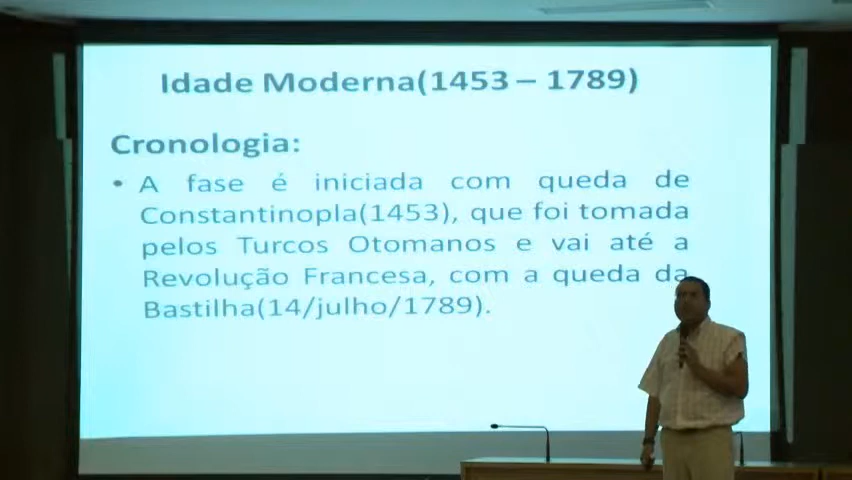 Idade Moderna(1453 – 1789)
Cronologia:
• A fase é iniciada com queda de
Constantinopla(1453), que foi tomada
pelos Turcos Otomanos e vai até a
Revolução Francesa, com a queda da
Bastilha(14/julho/1789).